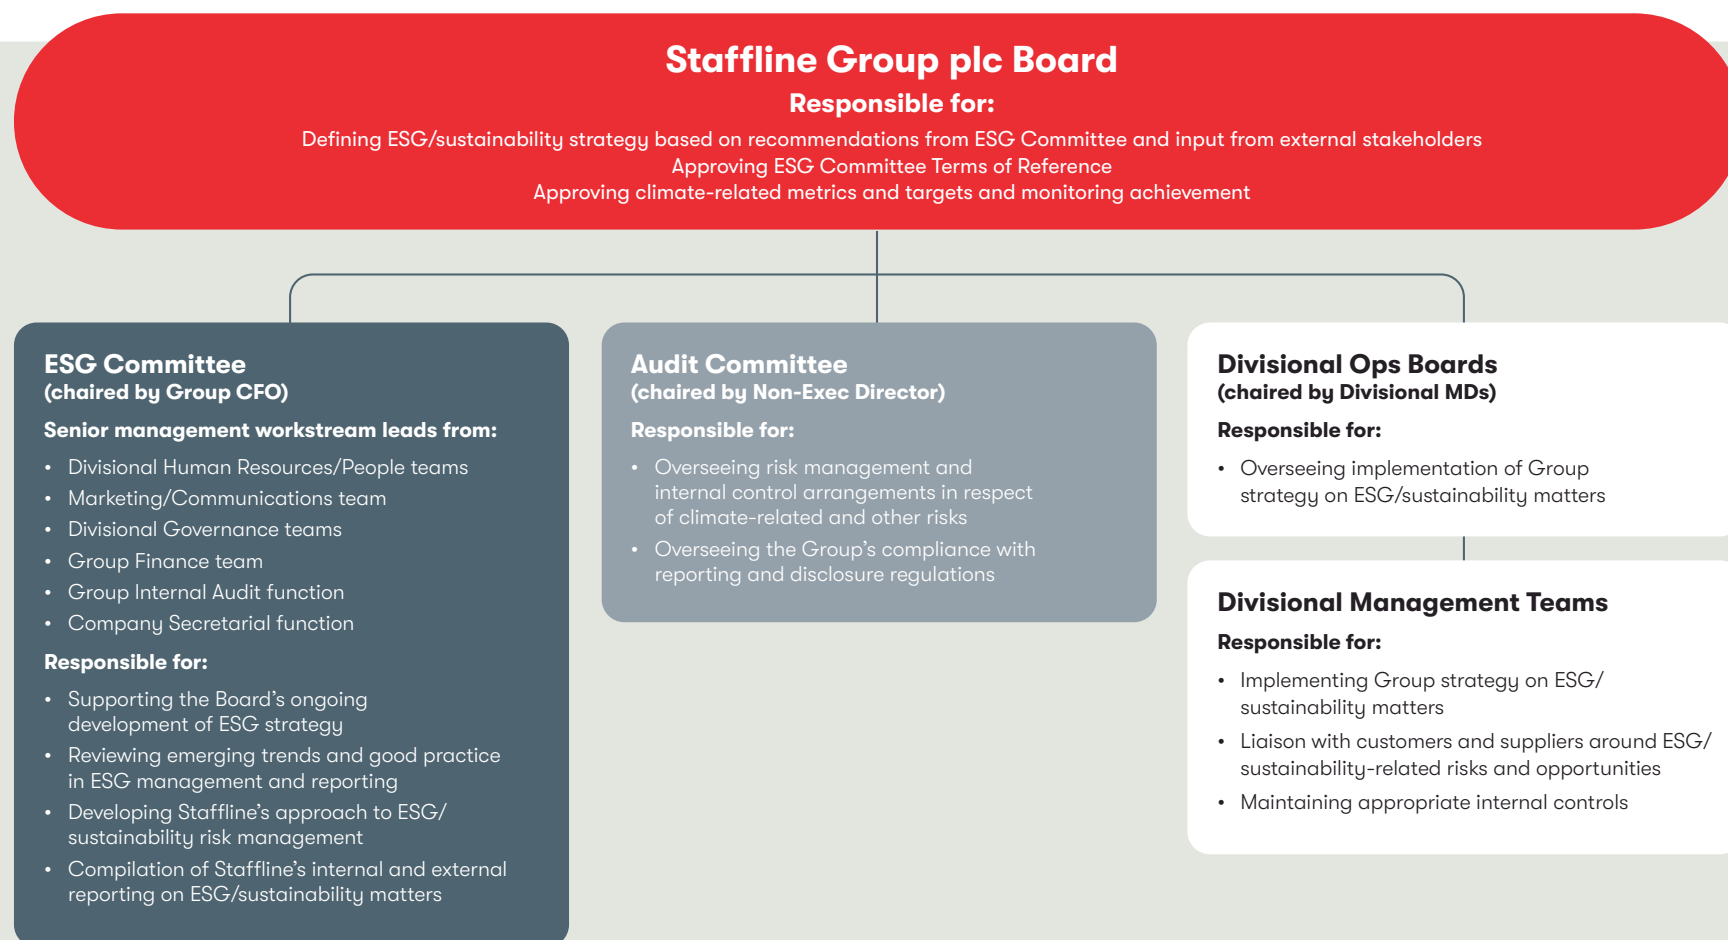 Staffline Group plc Board
Responsible for:
Defining ESG/sustainability strategy based on recommendations from ESG Committee and input from external stakeholders
Approving ESG Committee Terms of Reference
Approving climate-related metrics and targets and monitoring achievement
ESG Committee
(chaired by Group CFO)
Senior management workstream leads from:
• Divisional Human Resources/People teams
• Marketing/Communications team
• Divisional Governance teams
• Group Finance team
• Group Internal Audit function
• Company Secretarial function
Responsible for:
• Supporting the Board's ongoing
development of ESG strategy
• Reviewing emerging trends and good practice
in ESG management and reporting
• Developing Staffline's approach to ESG/
sustainability risk management
• Compilation of Staffline's internal and external
reporting on ESG/sustainability matters
Audit Committee
(chaired by Non-Exec Director)
Responsible for:
• Overseeing risk management and
internal control arrangements in respect
of climate-related and other risks
• Overseeing the Group's compliance with
reporting and disclosure regulations
Divisional Ops Boards
(chaired by Divisional MDs)
Responsible for:
• Overseeing implementation of Group
strategy on ESG/sustainability matters
Divisional Management Teams
Responsible for:
• Implementing Group strategy on ESG/
sustainability matters
• Liaison with customers and suppliers around ESG/
sustainability-related risks and opportunities
• Maintaining appropriate internal controls